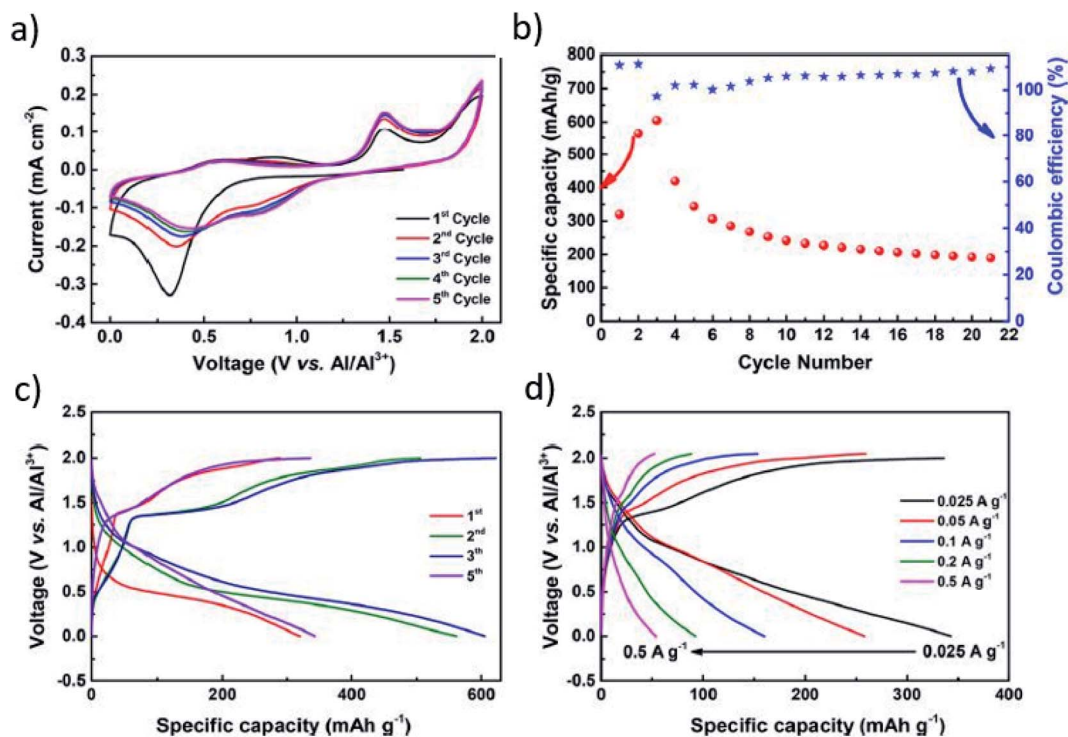 a)
0.3
0.2
0.1
0.0
-0.1
-0.2
-0.3
-0.4
Current (mA cm-2)
1st Cycle
2nd Cycle
3rd Cycle
4th Cycle
5th Cycle
0.0 0.5 1.0 1.5 2.0
Voltage (V vs. Al/Al3+)
b)
800
700
600
500
400
300
200
100
0
Specific capacity (mAh/g)
100
80
60
40
20
0
Coulombic efficiency (%)
0 2 4 6 8 10 12 14 16 18 20 22
Cycle Number
c)
2.5
2.0
1.5
1.0
0.5
0.0
-0.5
Voltage (V vs. Al/Al3+)
1st
2nd
3th
5th
0 200 400 600
Specific capacity (mAh g-1)
d)
2.5
2.0
1.5
1.0
0.5
0.0
-0.5
Voltage (V vs. Al/Al3+)
0.025 A g-1
0.05 A g-1
0.1 A g-1
0.2 A g-1
0.5 A g-1
0.5 A g-1 0.025 A g-1
0 100 200 300 400
Specific capacity (mAh g-1)